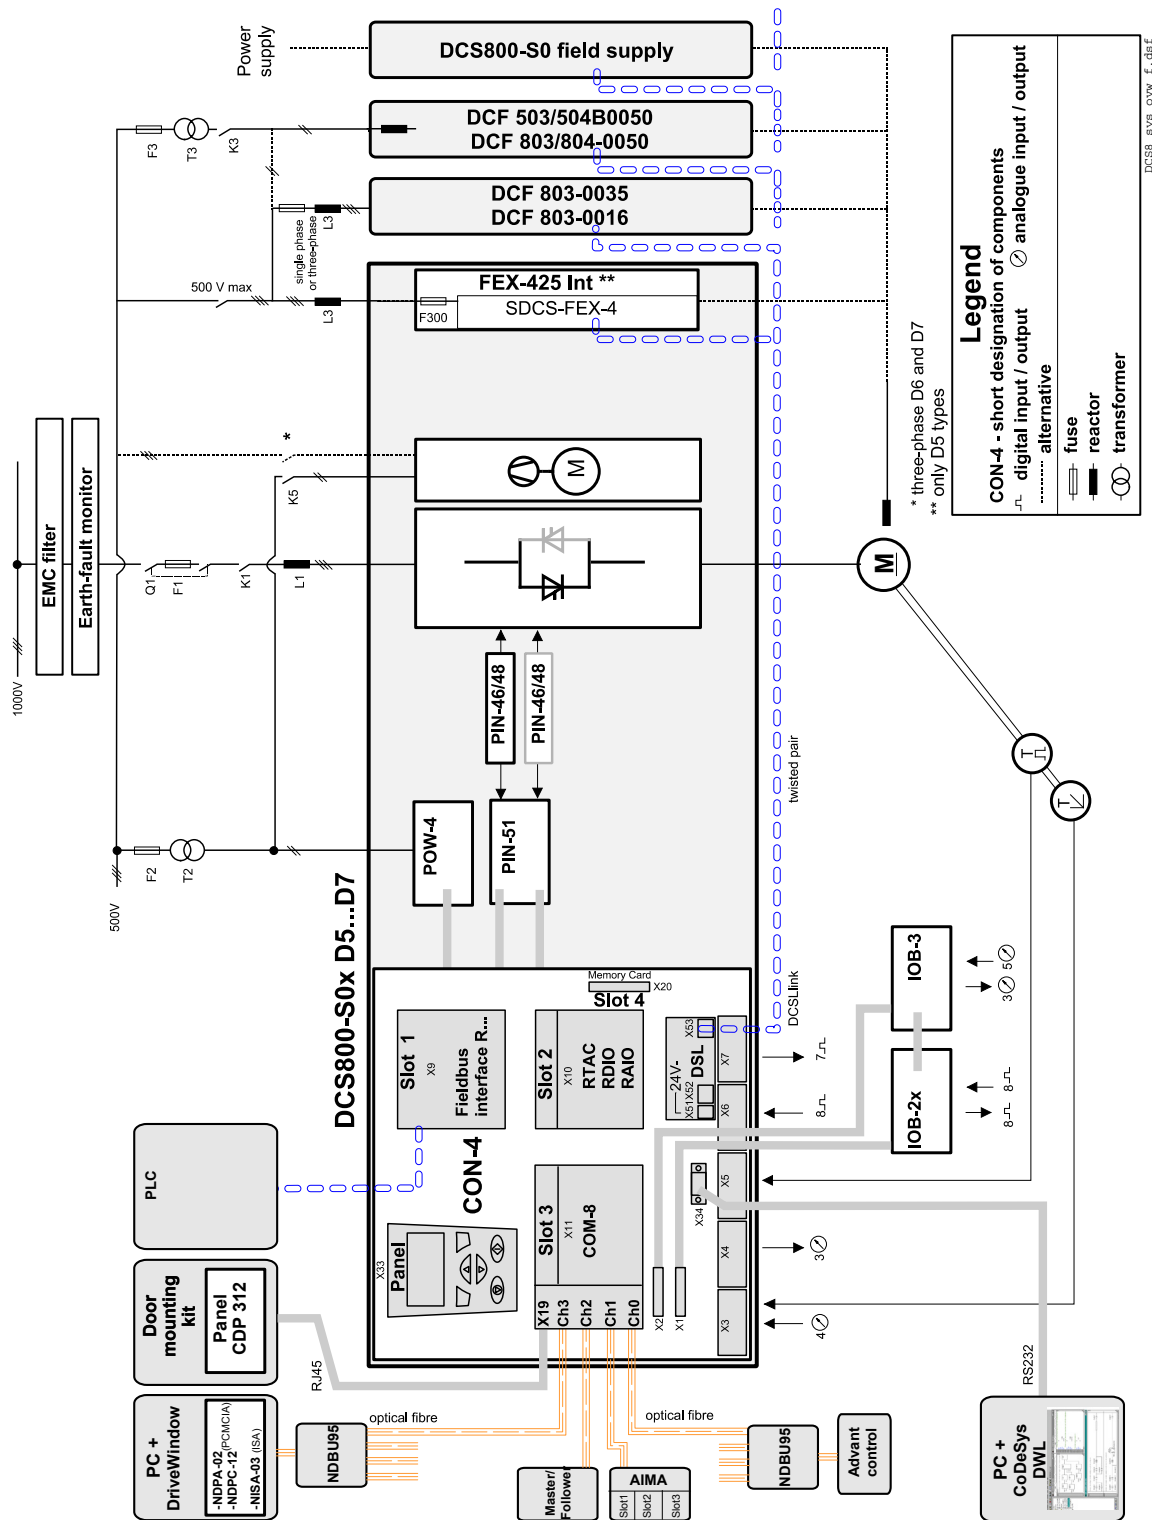 Power
supply
DCS800-S0 field supply
DCF 503/504B0050
DCF 803/804-0050
F3
T3
K3
DCF 803-0035
DCF 803-0016
single phase
or three-phase
L3
500 V max
L3
FEX-425 Int **
F300
SDCS-FEX-4
EMC filter
Earth-fault monitor
1000V
*
K5
M
Q1
F1
K1
L1
M
PIN-46/48
PIN-46/48
500V
F2
T2
POW-4
PIN-51
T
T
twisted pair
* three-phase D6 and D7
** only D5 types
Legend
CON-4 - short designation of components
digital input / output
analogue input / output
alternative
fuse
reactor
transformer
DCS8_sys_ovw_f.dsf
DCS800-S0x D5...D7
Memory Card
X20
Slot 4
Slot 1
X9
Fieldbus
interface R...
Slot 2
X10
RTAC
RDIO
RAIO
24V-
DSL
X51
X52
X53
DCSLlink
X7
X6
X5
X4
X3
7
8
IOB-3
3
5
IOB-2x
8
8
CON-4
X33
Panel
Slot 3
X11
COM-8
X19
Ch3
Ch2
Ch1
Ch0
X2
X1
X34
3
4
PLC
Door
mounting
kit
Panel
CDP 312
RJ45
PC +
DriveWindow
-NDPA-02 (PCMCIA)
-NDPC-12
-NISA-03 (ISA)
NDBU95
optical fibre
optical fibre
Master/
Follower
AIMA
Slot1
Slot2
Slot3
NDBU95
Advant
control
RS232
PC +
CoDeSys
DWL